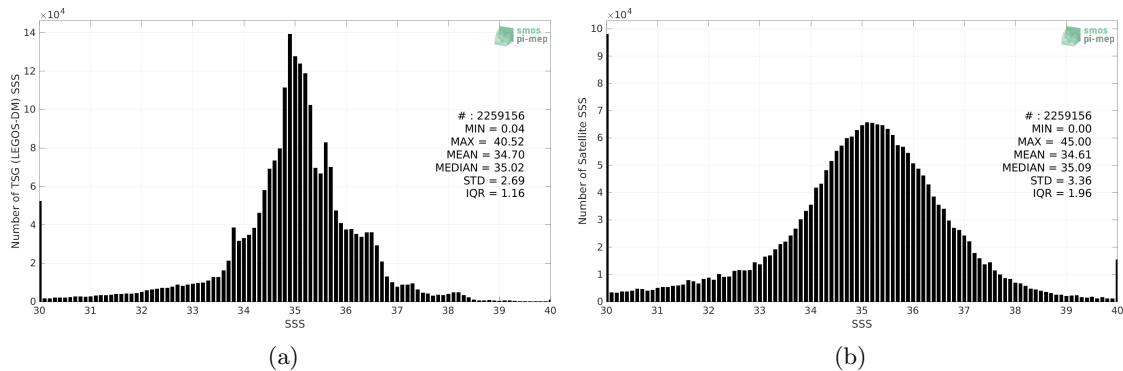 ×10⁴
14
12
10
8
6
4
2
0
30 31 32 33 34 35 36 37 38 39 40
SSS
Number of TSG (LEGOS-DM) SSS
smos
pi-mep
# : 2259156
MIN = 0.04
MAX = 40.52
MEAN = 34.70
MEDIAN = 35.02
STD = 2.69
IQR = 1.16
(a)
×10⁴
10
9
8
7
6
5
4
3
2
1
0
30 31 32 33 34 35 36 37 38 39 40
SSS
Number of Satellite SSS
smos
pi-mep
# : 2259156
MIN = 0.00
MAX = 45.00
MEAN = 34.61
MEDIAN = 35.09
STD = 3.36
IQR = 1.96
(b)